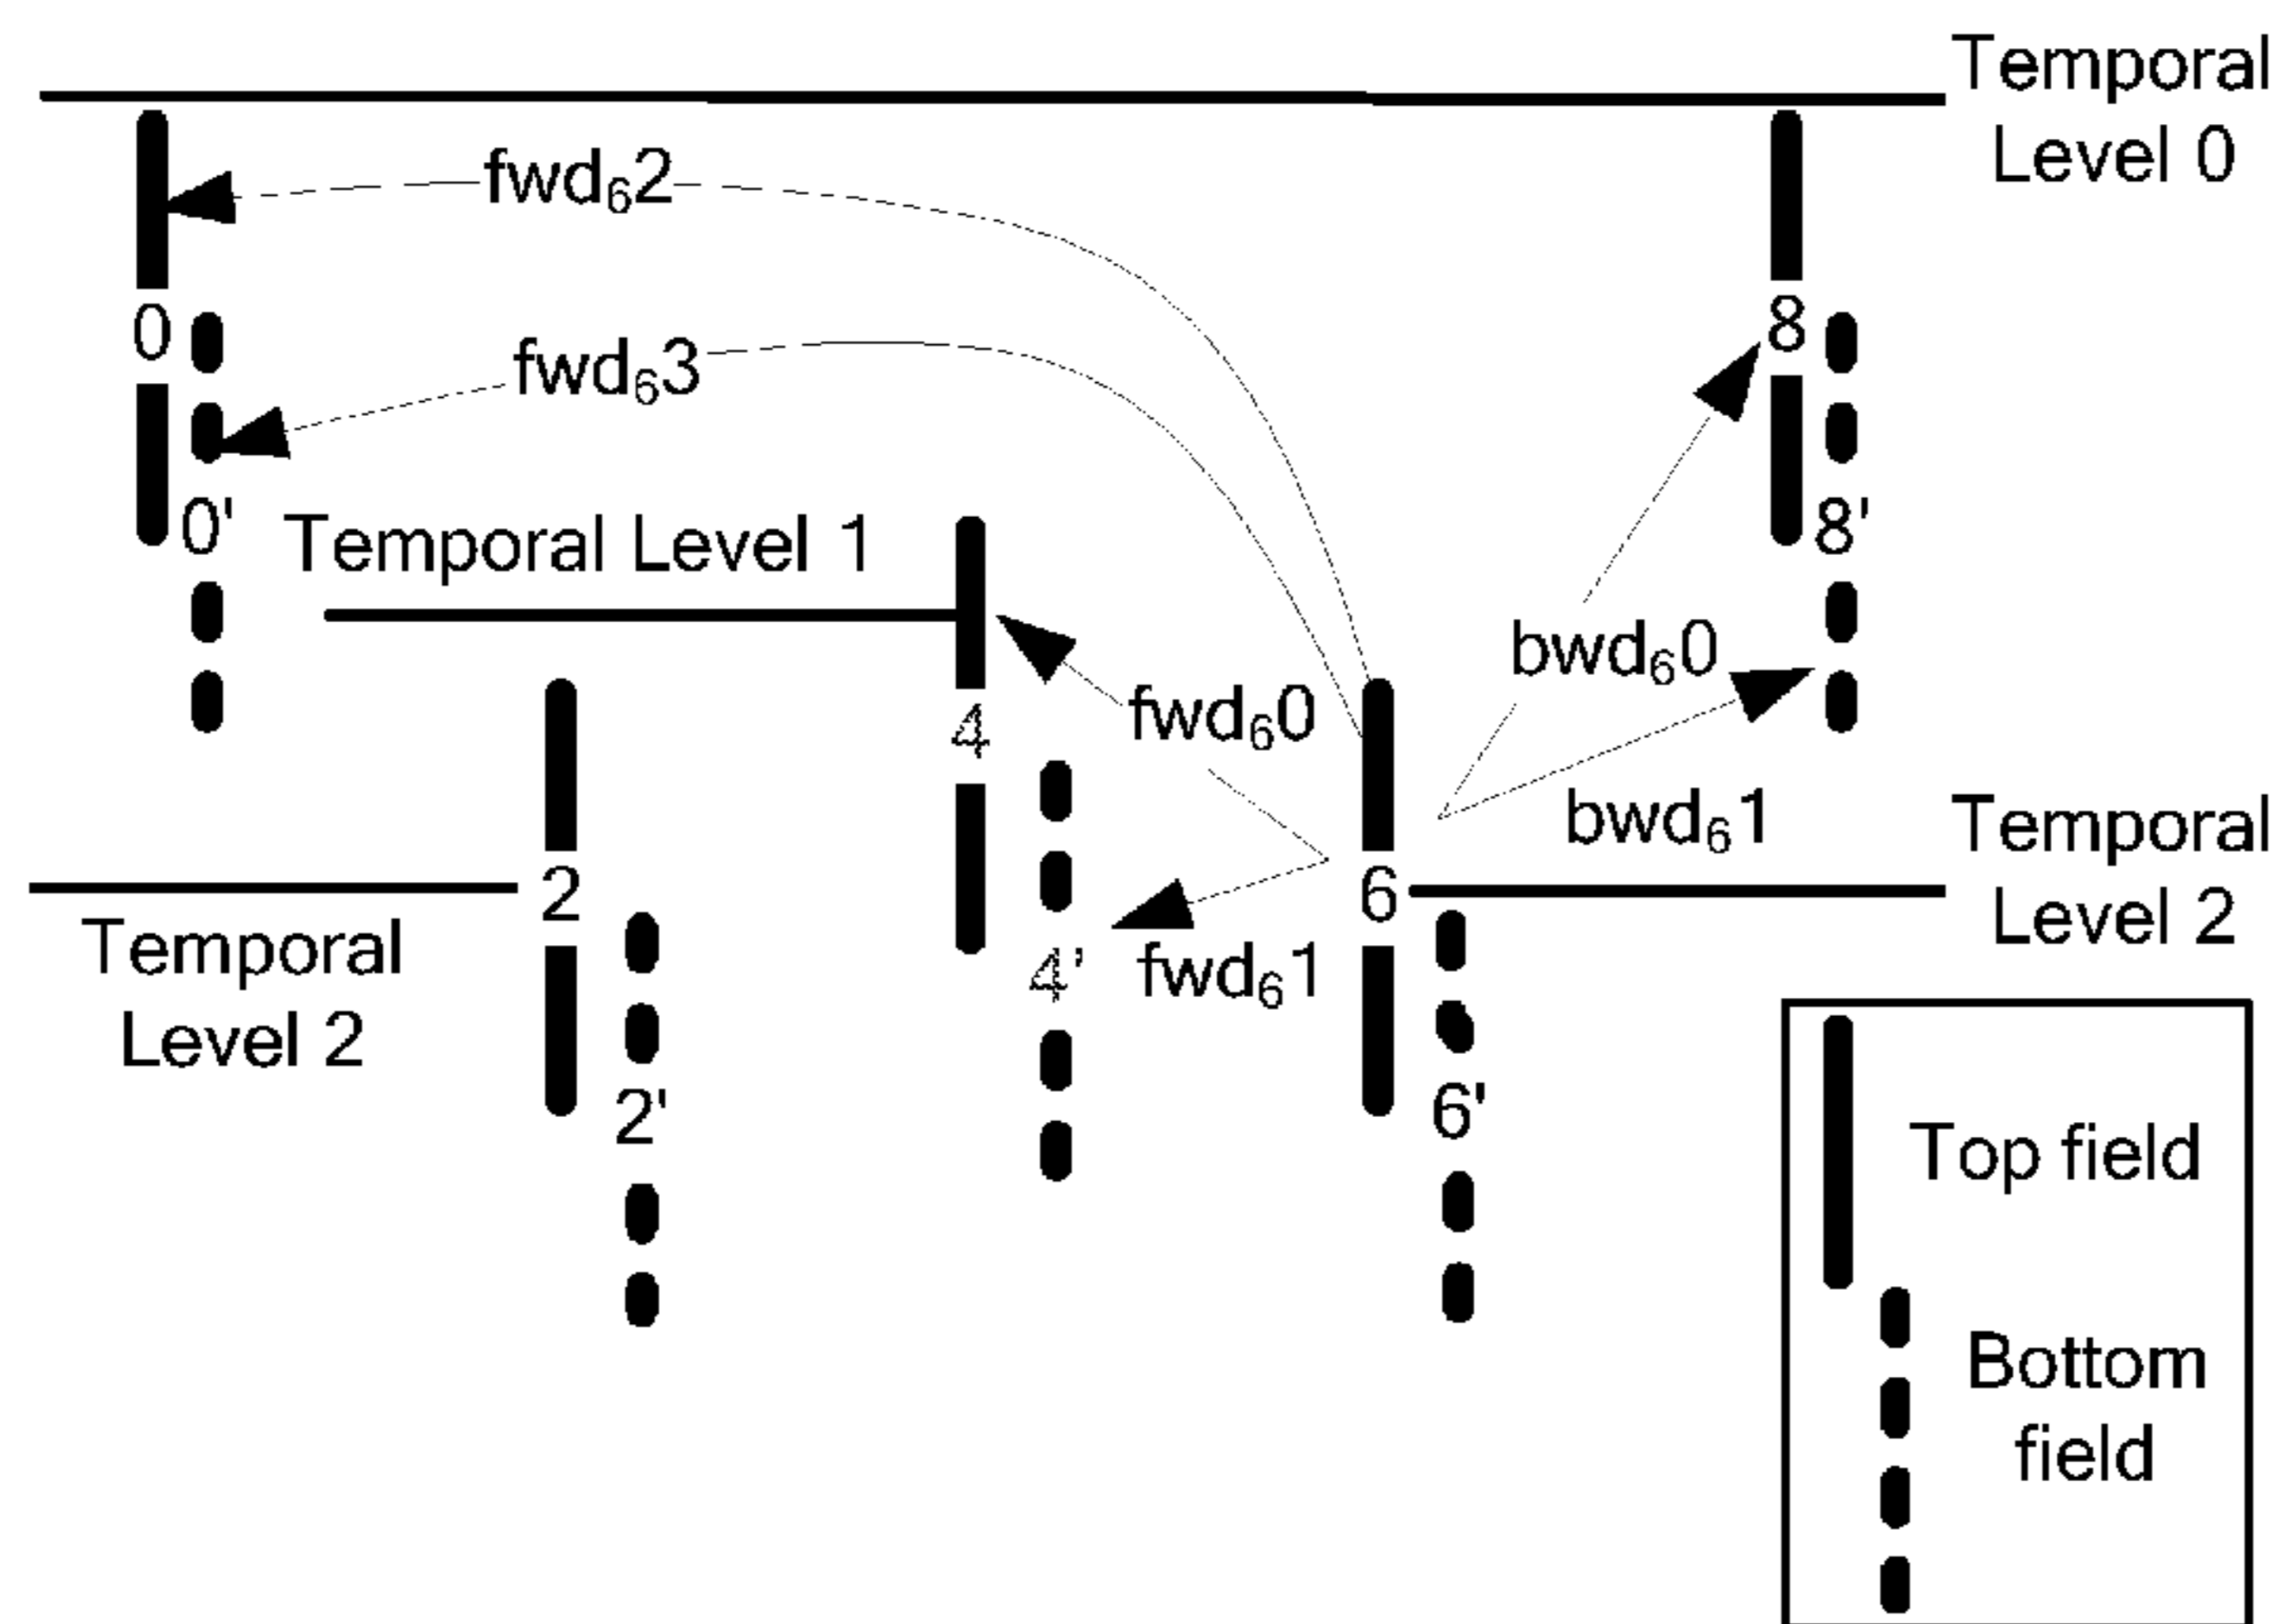 Temporal
Level 0
fwd₆2
0
8
fwd₆3
0'
8'
Temporal Level 1
bwd₆0
fwd₆0
4
bwd₆1
Temporal
Level 2
2
6
Temporal
Level 2
4'
fwd₆1
2'
6'
Top field
Bottom
field